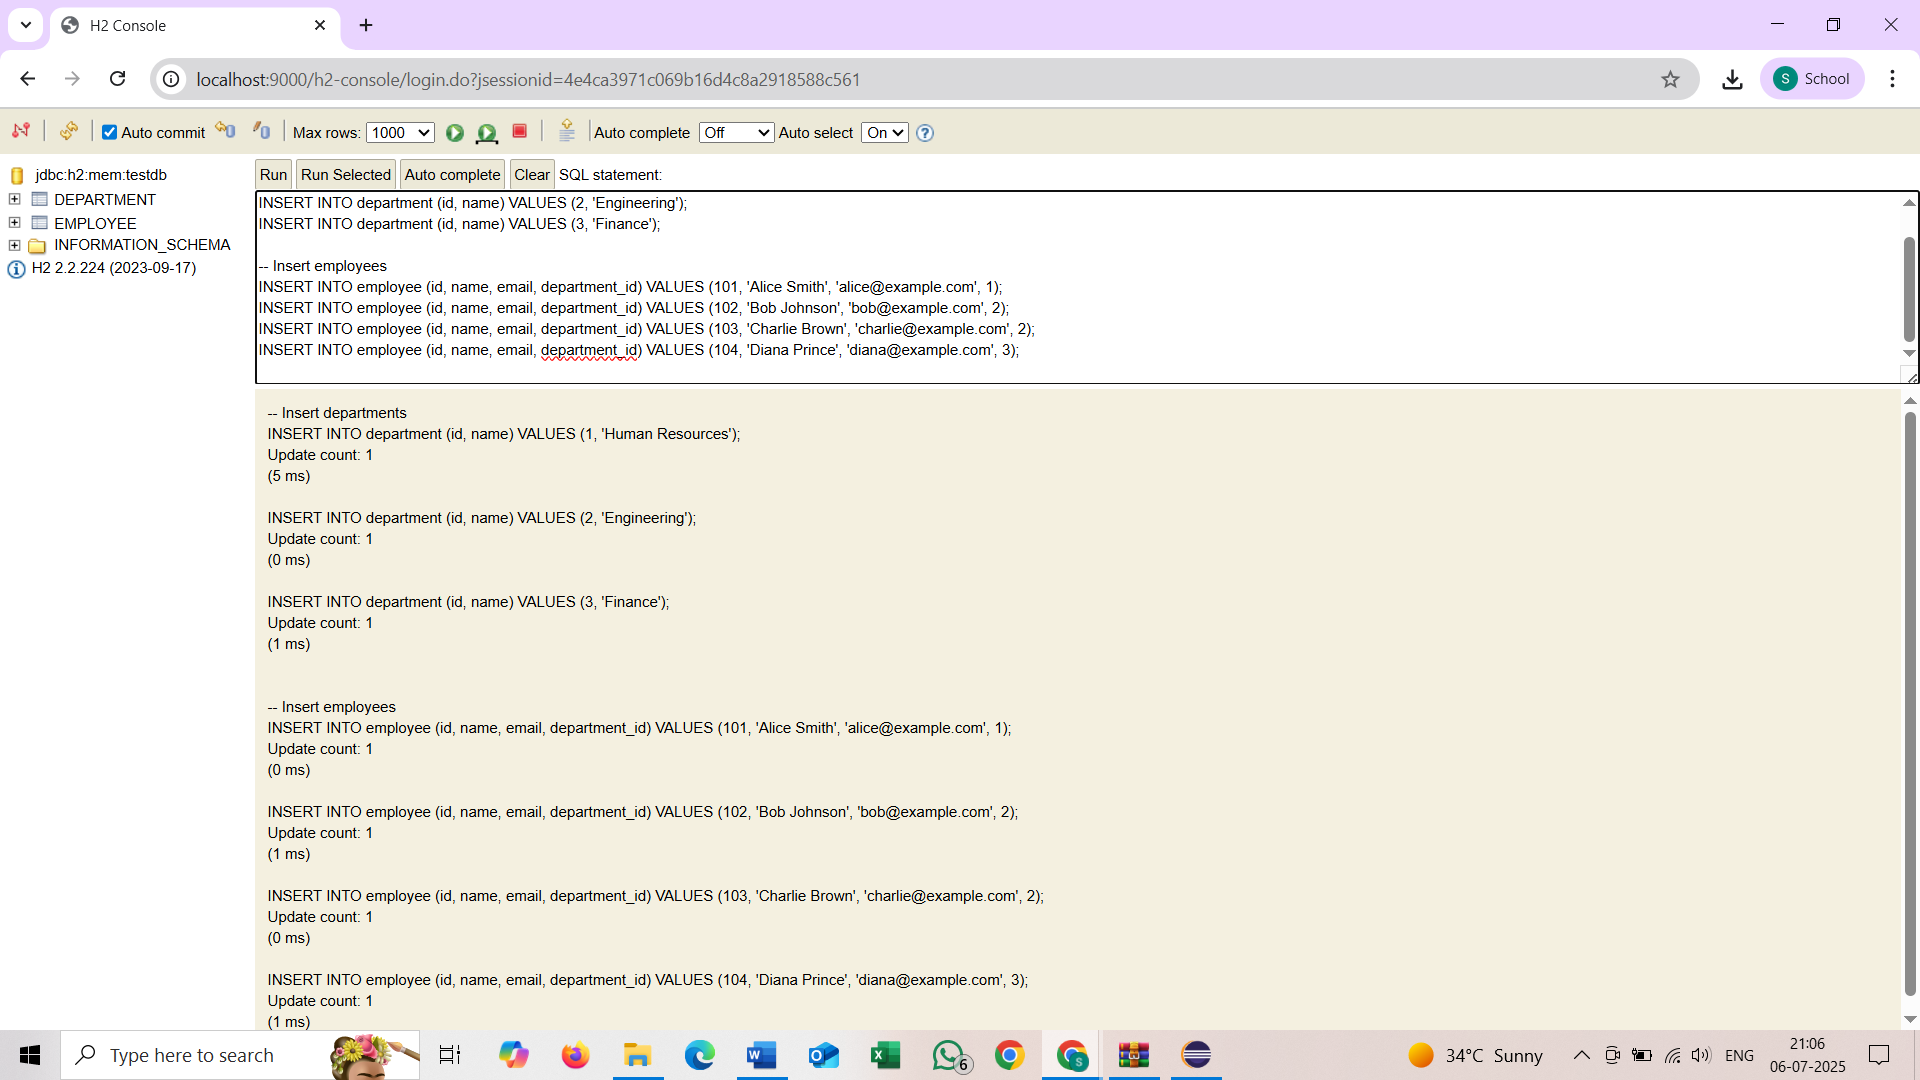 H2 Console
localhost:9000/h2-console/login.do?jsessionid=4e4ca3971c069b16d4c8a2918588c561
S School
Auto commit Max rows: 1000 Auto complete Off Auto select On
jdbc:h2:mem:testdb
DEPARTMENT
EMPLOYEE
INFORMATION_SCHEMA
H2 2.2.224 (2023-09-17)
Run Run Selected Auto complete Clear SQL statement:
INSERT INTO department (id, name) VALUES (2, 'Engineering');
INSERT INTO department (id, name) VALUES (3, 'Finance');
-- Insert employees
INSERT INTO employee (id, name, email, department_id) VALUES (101, 'Alice Smith', 'alice@example.com', 1);
INSERT INTO employee (id, name, email, department_id) VALUES (102, 'Bob Johnson', 'bob@example.com', 2);
INSERT INTO employee (id, name, email, department_id) VALUES (103, 'Charlie Brown', 'charlie@example.com', 2);
INSERT INTO employee (id, name, email, department_id) VALUES (104, 'Diana Prince', 'diana@example.com', 3);
-- Insert departments
INSERT INTO department (id, name) VALUES (1, 'Human Resources');
Update count: 1
(5 ms)
INSERT INTO department (id, name) VALUES (2, 'Engineering');
Update count: 1
(0 ms)
INSERT INTO department (id, name) VALUES (3, 'Finance');
Update count: 1
(1 ms)
-- Insert employees
INSERT INTO employee (id, name, email, department_id) VALUES (101, 'Alice Smith', 'alice@example.com', 1);
Update count: 1
(0 ms)
INSERT INTO employee (id, name, email, department_id) VALUES (102, 'Bob Johnson', 'bob@example.com', 2);
Update count: 1
(1 ms)
INSERT INTO employee (id, name, email, department_id) VALUES (103, 'Charlie Brown', 'charlie@example.com', 2);
Update count: 1
(0 ms)
INSERT INTO employee (id, name, email, department_id) VALUES (104, 'Diana Prince', 'diana@example.com', 3);
Update count: 1
(1 ms)
Type here to search
6
34°C Sunny
ENG
21:06
06-07-2025